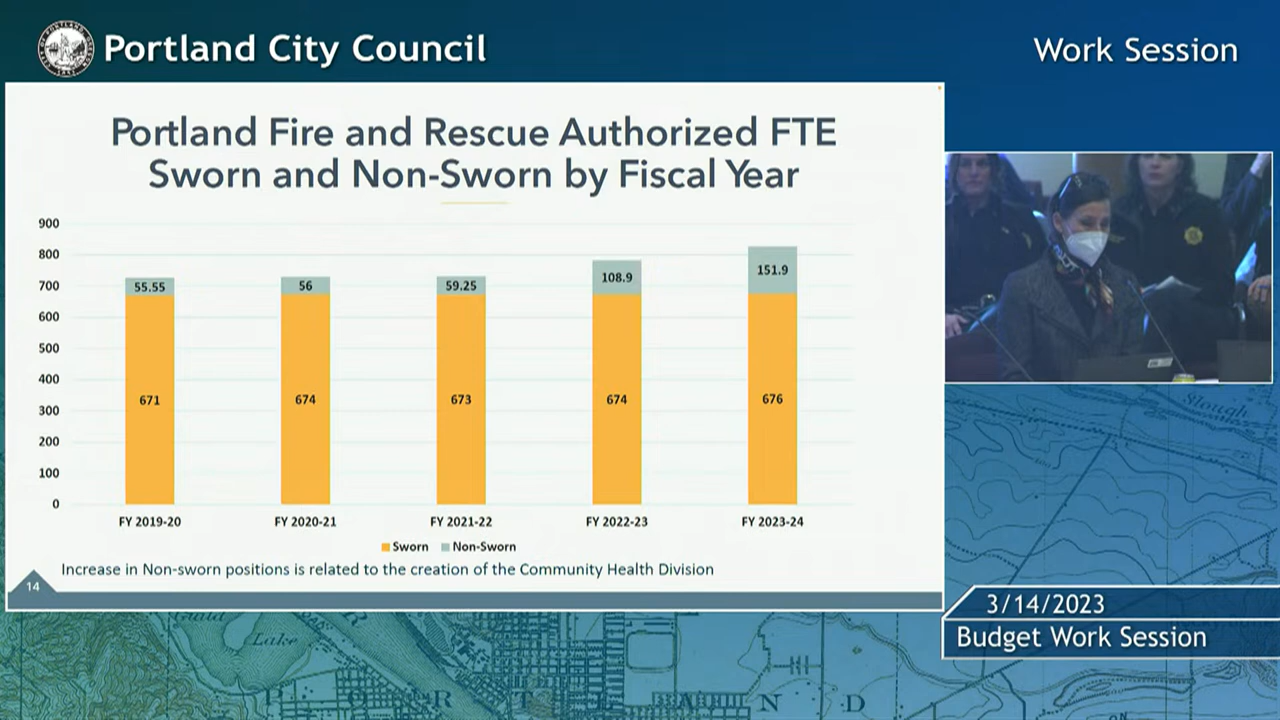 Portland City Council
Work Session
Portland Fire and Rescue Authorized FTE
Sworn and Non-Sworn by Fiscal Year
900
800
700
600
500
400
300
200
100
0
55.55
56
59.25
108.9
151.9
671
674
673
674
676
FY 2019-20
FY 2020-21
FY 2021-22
FY 2022-23
FY 2023-24
Sworn
Non-Sworn
Increase in Non-sworn positions is related to the creation of the Community Health Division
14
Slough
3/14/2023
Budget Work Session
Guild
Lake
R T L A N D